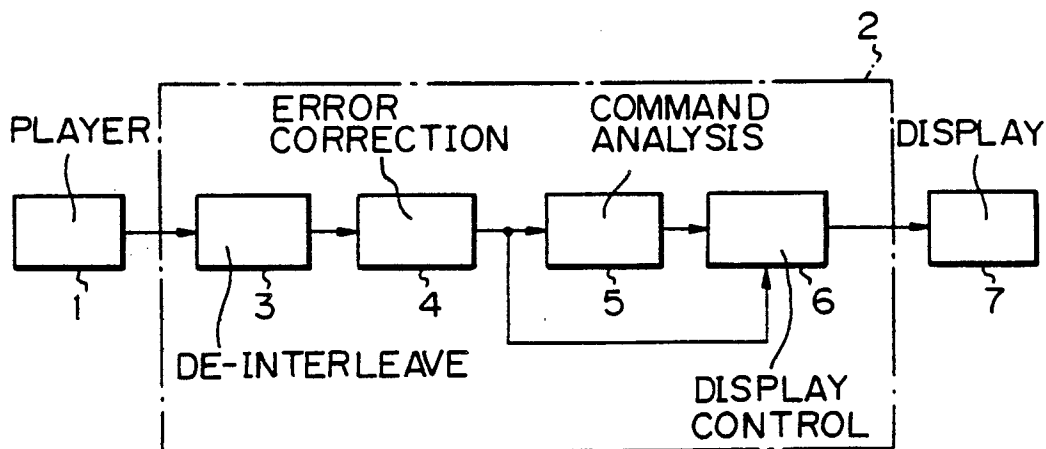 2
ERROR
CORRECTION
COMMAND
ANALYSIS
PLAYER
DISPLAY
1
3
4
5
6
7
DE-INTERLEAVE
DISPLAY
CONTROL